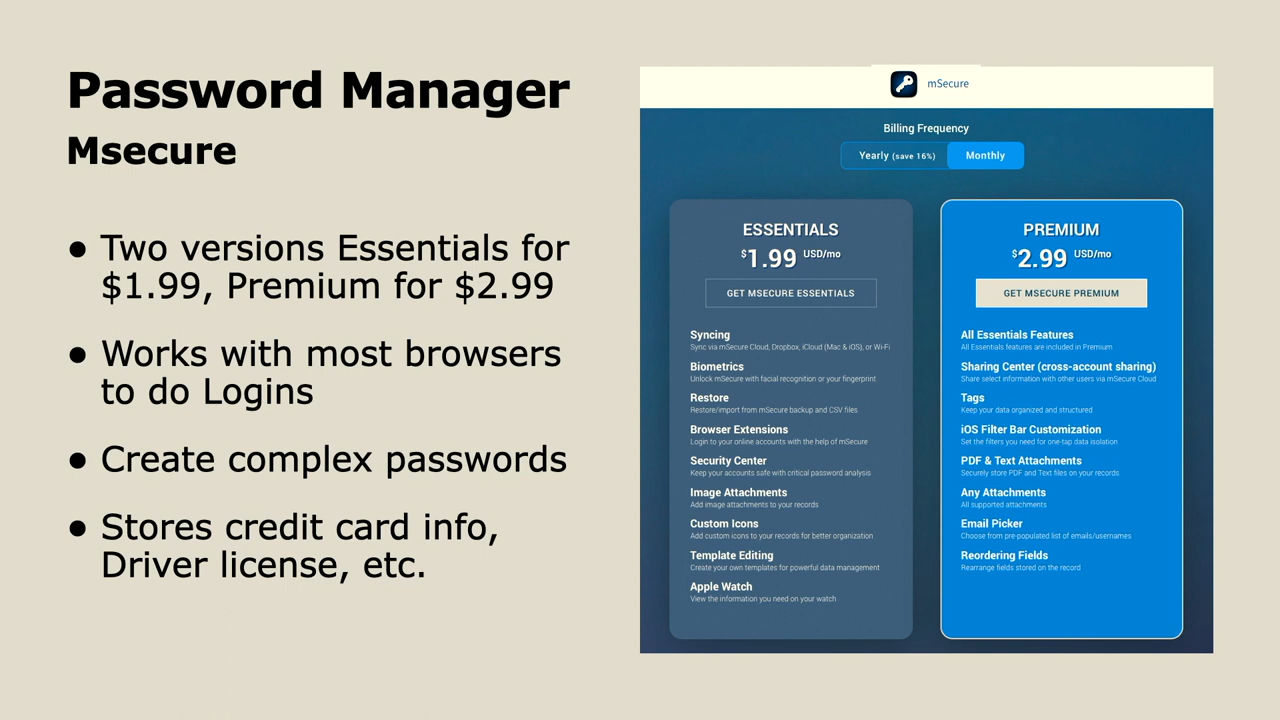 Password Manager
Msecure
• Two versions Essentials for
$1.99, Premium for $2.99
• Works with most browsers
to do Logins
• Create complex passwords
• Stores credit card info,
Driver license, etc.
mSecure
Billing Frequency
Yearly (save 16%) Monthly
ESSENTIALS
$1.99 USD/mo
GET MSECURE ESSENTIALS
Syncing
Sync via mSecure Cloud, Dropbox, iCloud (Mac & iOS), or Wi-Fi
Biometrics
Unlock mSecure with facial recognition or your fingerprint
Restore
Restore/import from mSecure backup and CSV files
Browser Extensions
Login to your online accounts with the help of mSecure
Security Center
Keep your accounts safe with critical password analysis
Image Attachments
Add image attachments to your records
Custom Icons
Add custom icons to your records for better organization
Template Editing
Create your own templates for powerful data management
Apple Watch
View the information you need on your watch
PREMIUM
$2.99 USD/mo
GET MSECURE PREMIUM
All Essentials Features
All Essentials features are included in Premium
Sharing Center (cross-account sharing)
Share select information with other users via mSecure Cloud
Tags
Keep your data organized and structured
iOS Filter Bar Customization
Set the filters you need for one-tap data isolation
PDF & Text Attachments
Securely store PDF and Text files on your records
Any Attachments
All supported attachments
Email Picker
Choose from pre-populated list of emails/usernames
Reordering Fields
Rearrange fields stored on the record